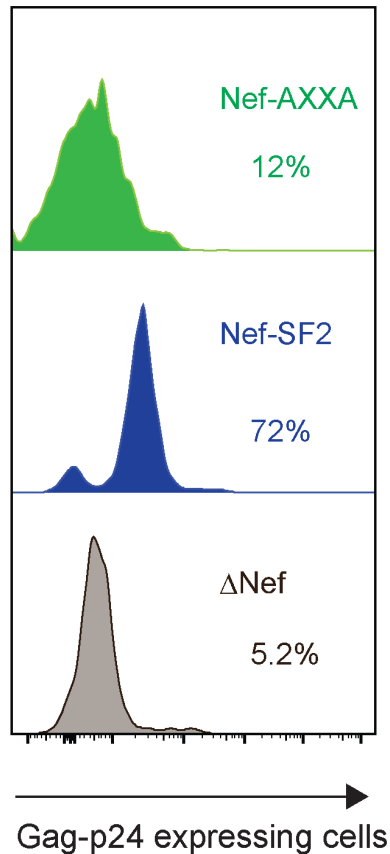 Nef-AXXA
12%
Nef-SF2
72%
ΔNef
5.2%
Gag-p24 expressing cells